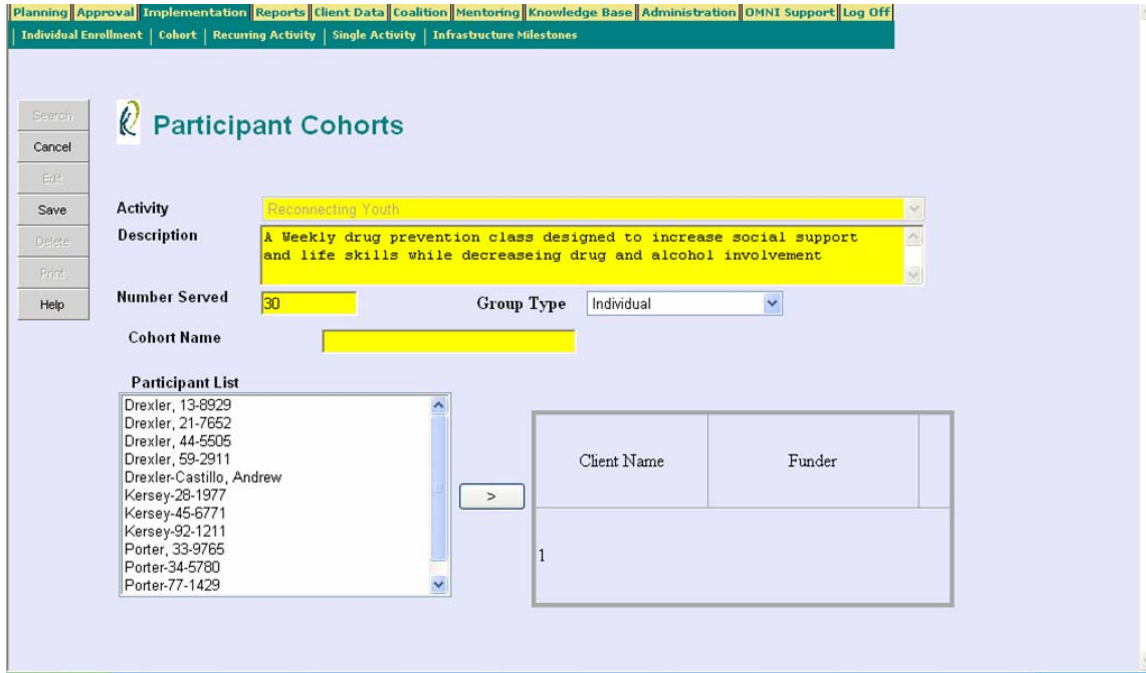 Planning Approval Implementation Reports Client Data Coalition Mentoring Knowledge Base Administration OMNI Support Log Off
| Individual Enrollment | Cohort | Recurring Activity | Single Activity | Infrastructure Milestones
Search
Cancel
Edit
Save
Delete
Print
Help
Participant Cohorts
Activity Reconnecting Youth
Description A Weekly drug prevention class designed to increase social support
and life skills while decreaseing drug and alcohol involvement
Number Served 30 Group Type Individual
Cohort Name
Participant List
Drexler, 13-8929
Drexler, 21-7652
Drexler, 44-5505
Drexler, 59-2911
Drexler-Castillo, Andrew
Kersey-28-1977
Kersey-45-6771
Kersey-92-1211
Porter, 33-9765
Porter-34-5780
Porter-77-1429
>
Client Name Funder
1